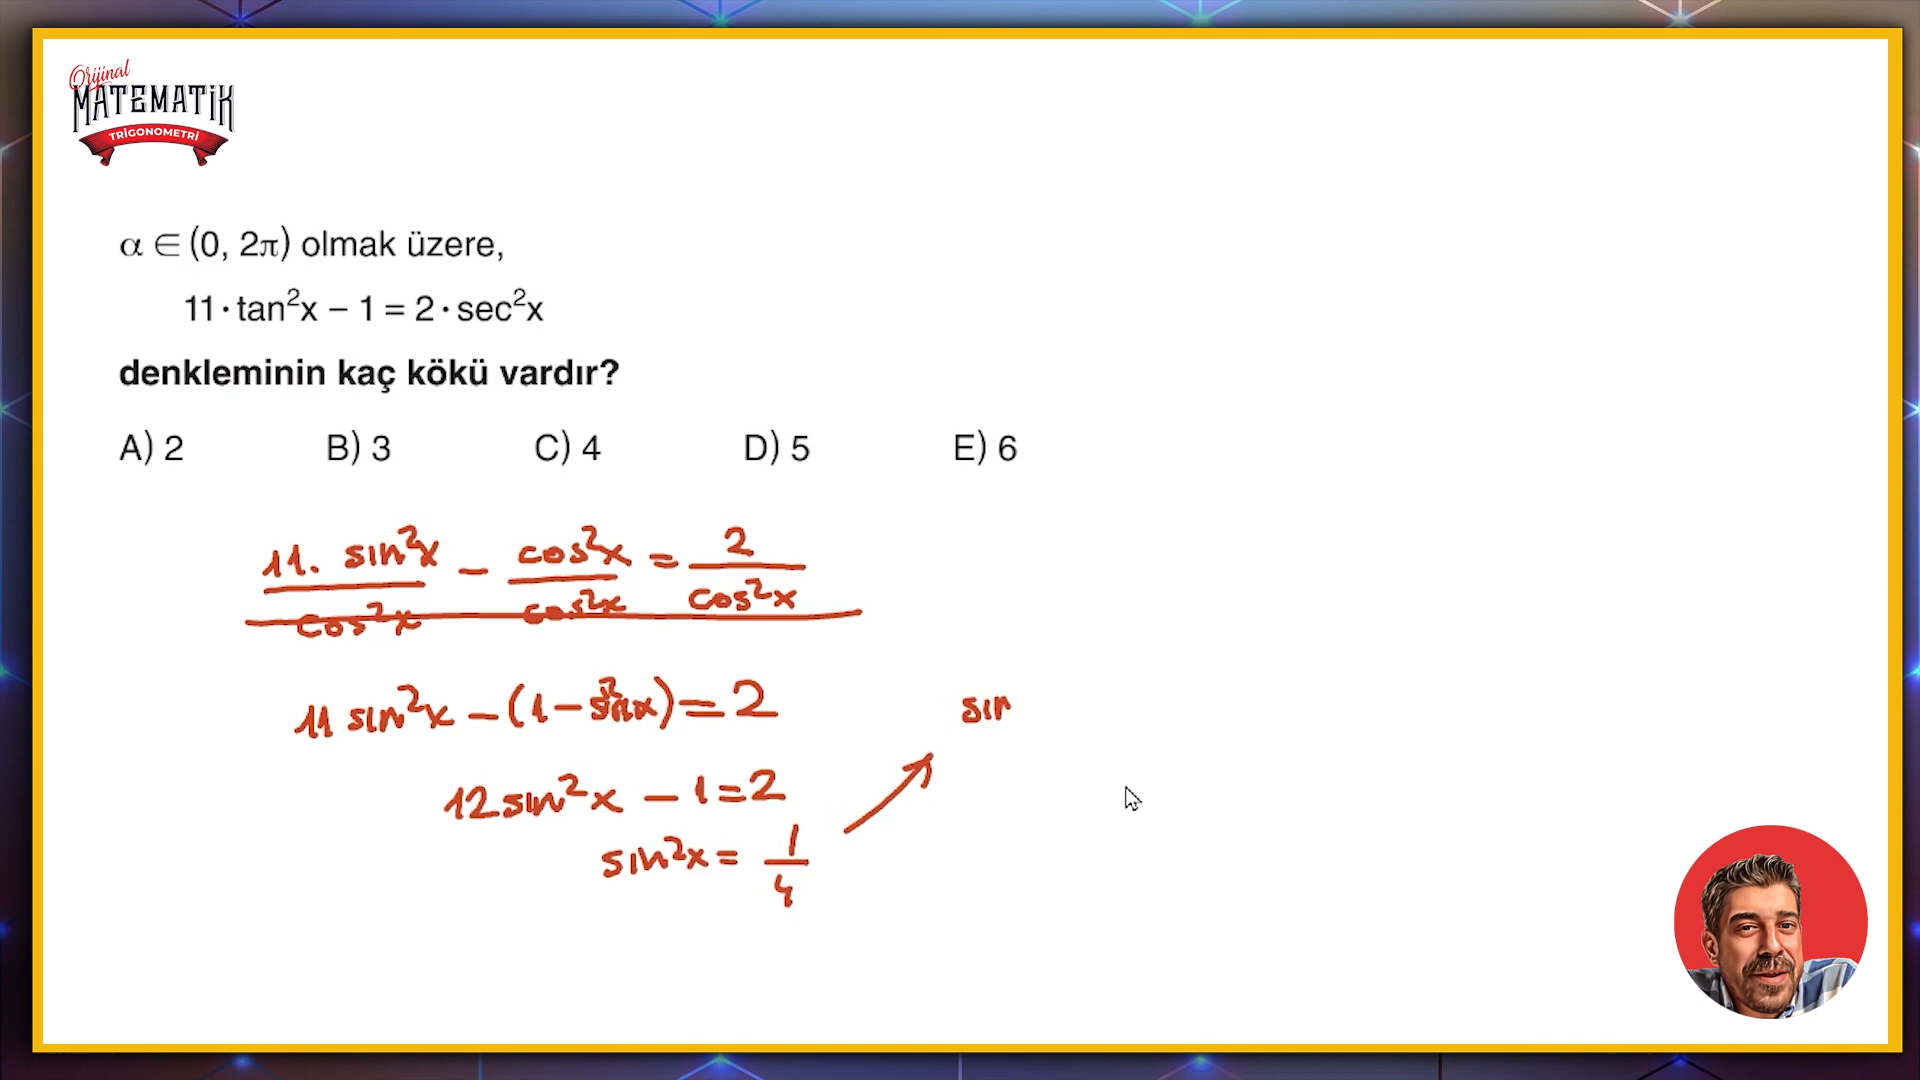 Orijinal
MATEMATİK
TRİGONOMETRİ
α ∈ (0, 2π) olmak üzere,
11 · tan²x – 1 = 2 · sec²x
denkleminin kaç kökü vardır?
A) 2 B) 3 C) 4 D) 5 E) 6
11. sin²x / cos²x – cos²x / cos²x = 2 / cos²x
11 sin²x – (1 – sin²x) = 2
sın
12 sin²x – 1 = 2
sin²x = 1/4